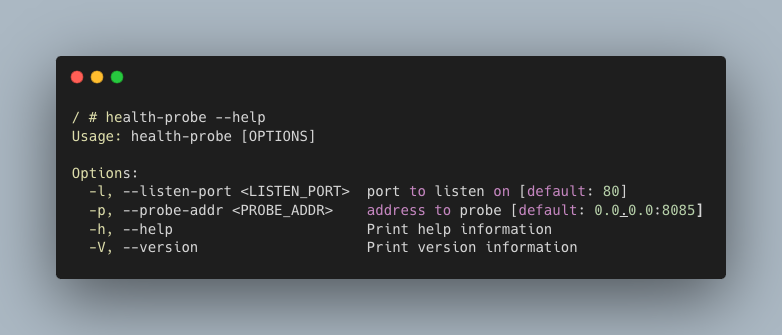 / # health-probe --help
Usage: health-probe [OPTIONS]
Options:
-l, --listen-port <LISTEN_PORT> port to listen on [default: 80]
-p, --probe-addr <PROBE_ADDR> address to probe [default: 0.0.0.0:8085]
-h, --help Print help information
-V, --version Print version information